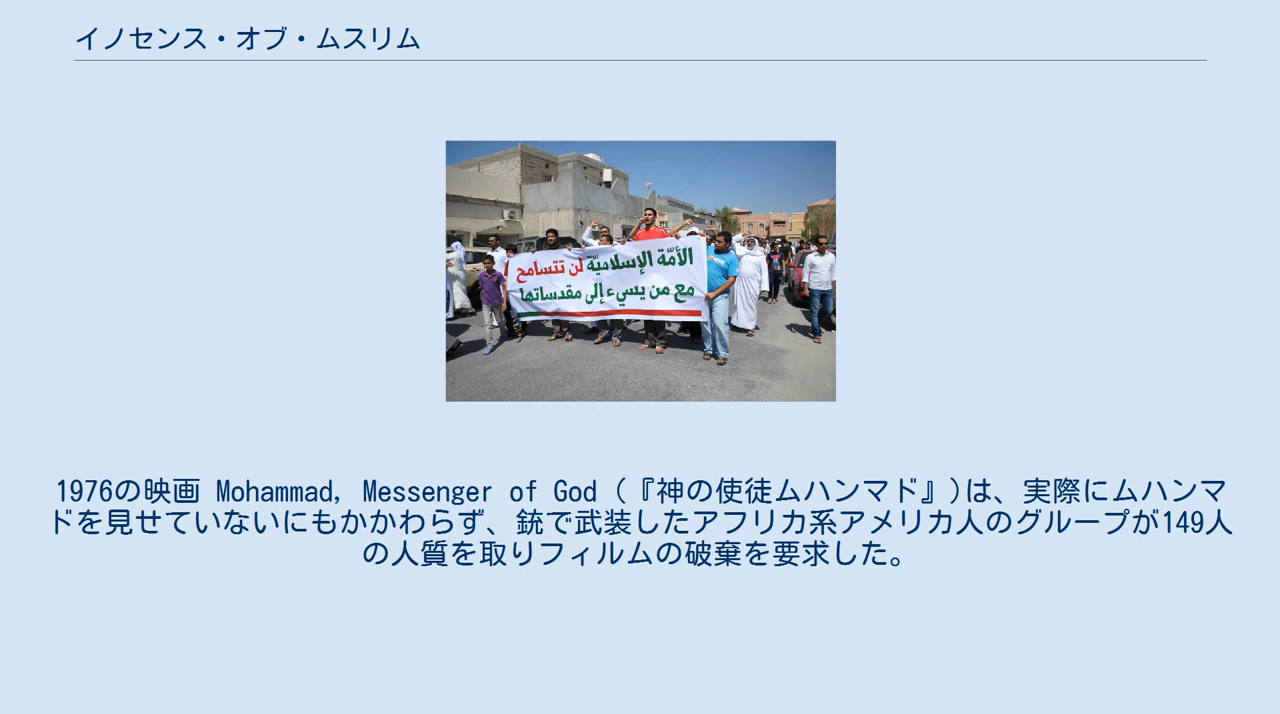 イノセンス・オブ・ムスリム
الأمّة الإسلاميّة لن تتسامح
مع من يسيء إلى مقدساتها
1976の映画 Mohammad, Messenger of God (『神の使徒ムハンマド』)は、実際にムハンマ
ドを見せていないにもかかわらず、銃で武装したアフリカ系アメリカ人のグループが149人
の人質を取りフィルムの破棄を要求した。